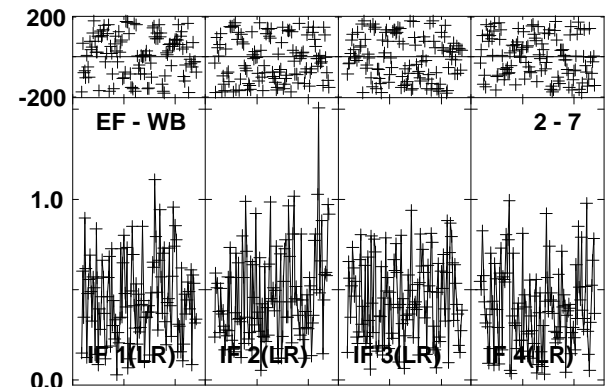 200
-200
EF - WB 2 - 7
1.0
IF 1(LR) IF 2(LR) IF 3(LR) IF 4(LR)
0.0